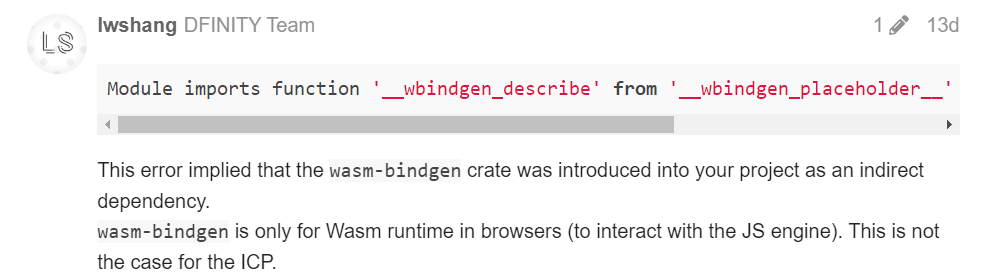 LS
lwshang DFINITY Team 1 13d
Module imports function '__wbindgen_describe' from '__wbindgen_placeholder__'
This error implied that the wasm-bindgen crate was introduced into your project as an indirect
dependency.
wasm-bindgen is only for Wasm runtime in browsers (to interact with the JS engine). This is not
the case for the ICP.